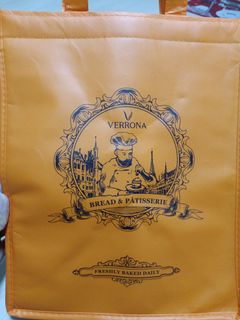 VERRONA
BREAD & PÂTISSERIE
FRESHLY BAKED DAILY